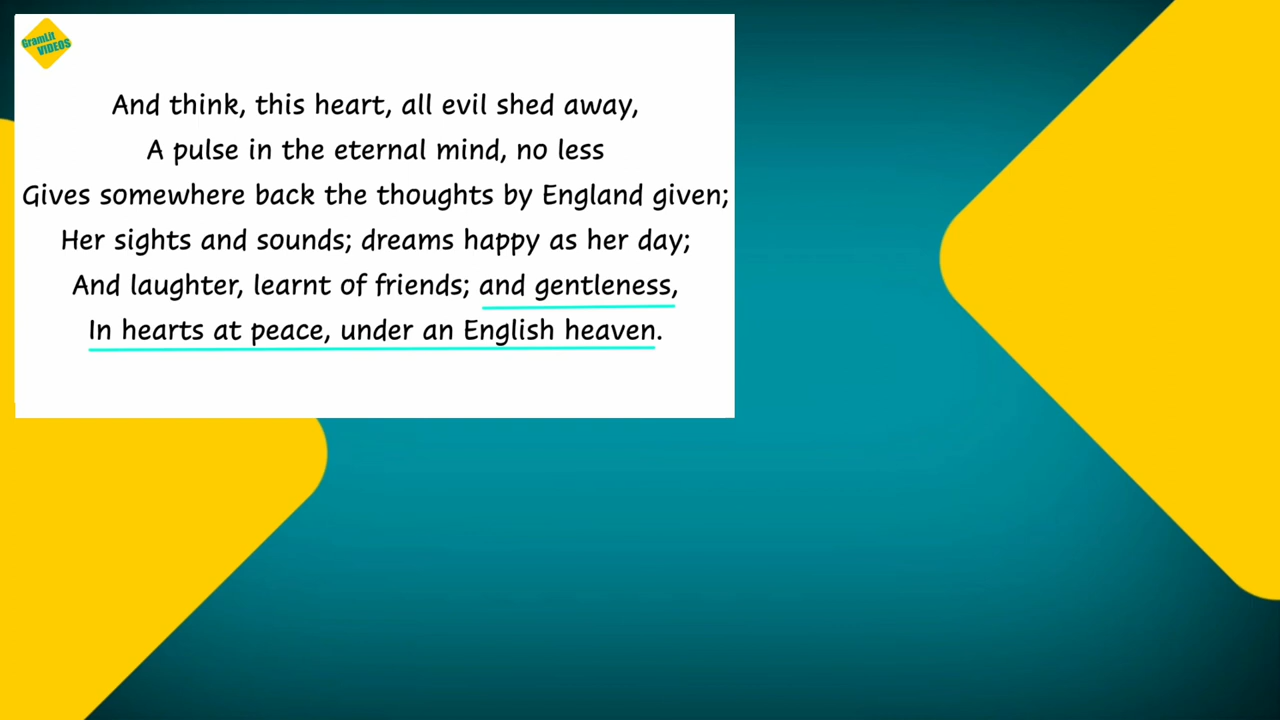 GramLit
VIDEOS
And think, this heart, all evil shed away,
A pulse in the eternal mind, no less
Gives somewhere back the thoughts by England given;
Her sights and sounds; dreams happy as her day;
And laughter, learnt of friends; and gentleness,
In hearts at peace, under an English heaven.